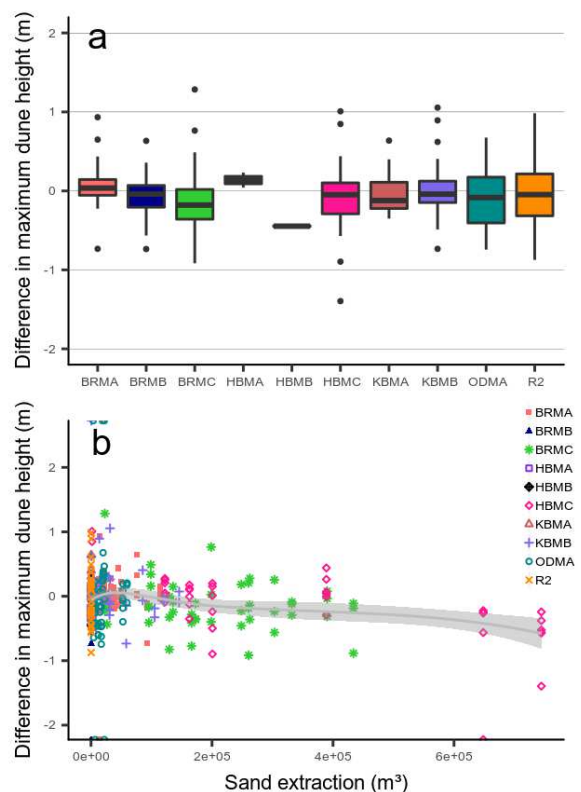 a
Difference in maximum dune height (m)
2
1
0
-1
-2
BRMA BRMB BRMC HBMA HBMB HBMC KBMA KBMB ODMA R2
b
Difference in maximum dune height (m)
2
1
0
-1
-2
0e+00 2e+05 4e+05 6e+05
Sand extraction (m³)
BRMA
BRMB
BRMC
HBMA
HBMB
HBMC
KBMA
KBMB
ODMA
R2